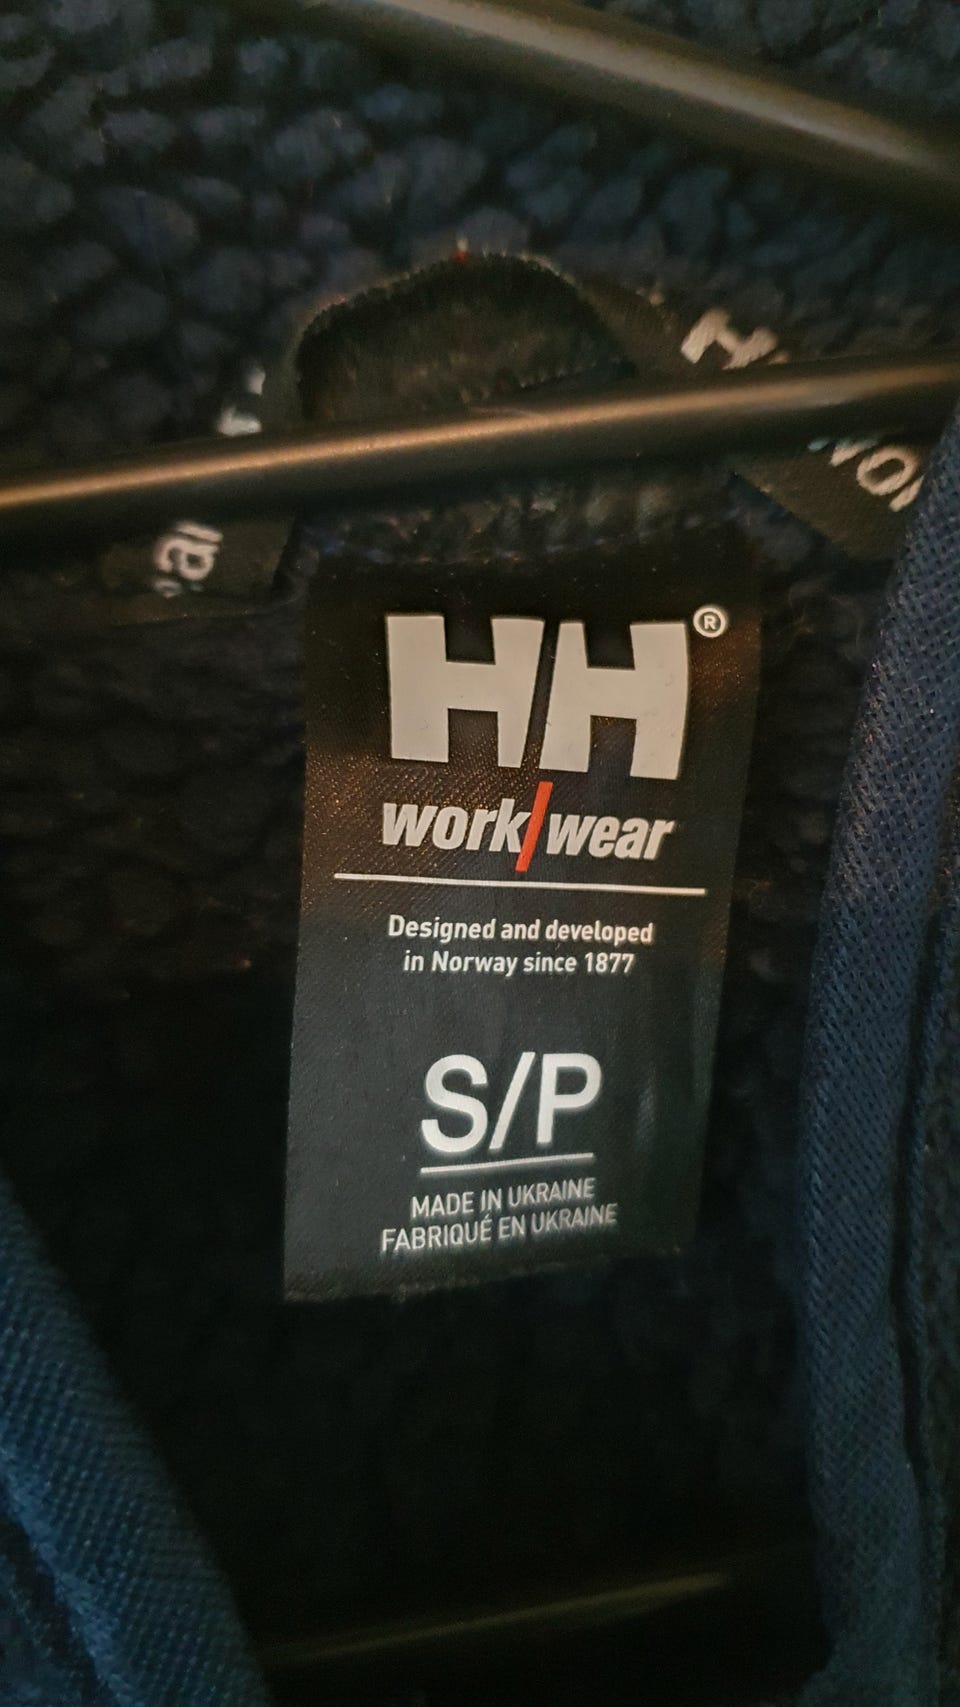 HH®
work/wear
Designed and developed
in Norway since 1877
S/P
MADE IN UKRAINE
FABRIQUÉ EN UKRAINE